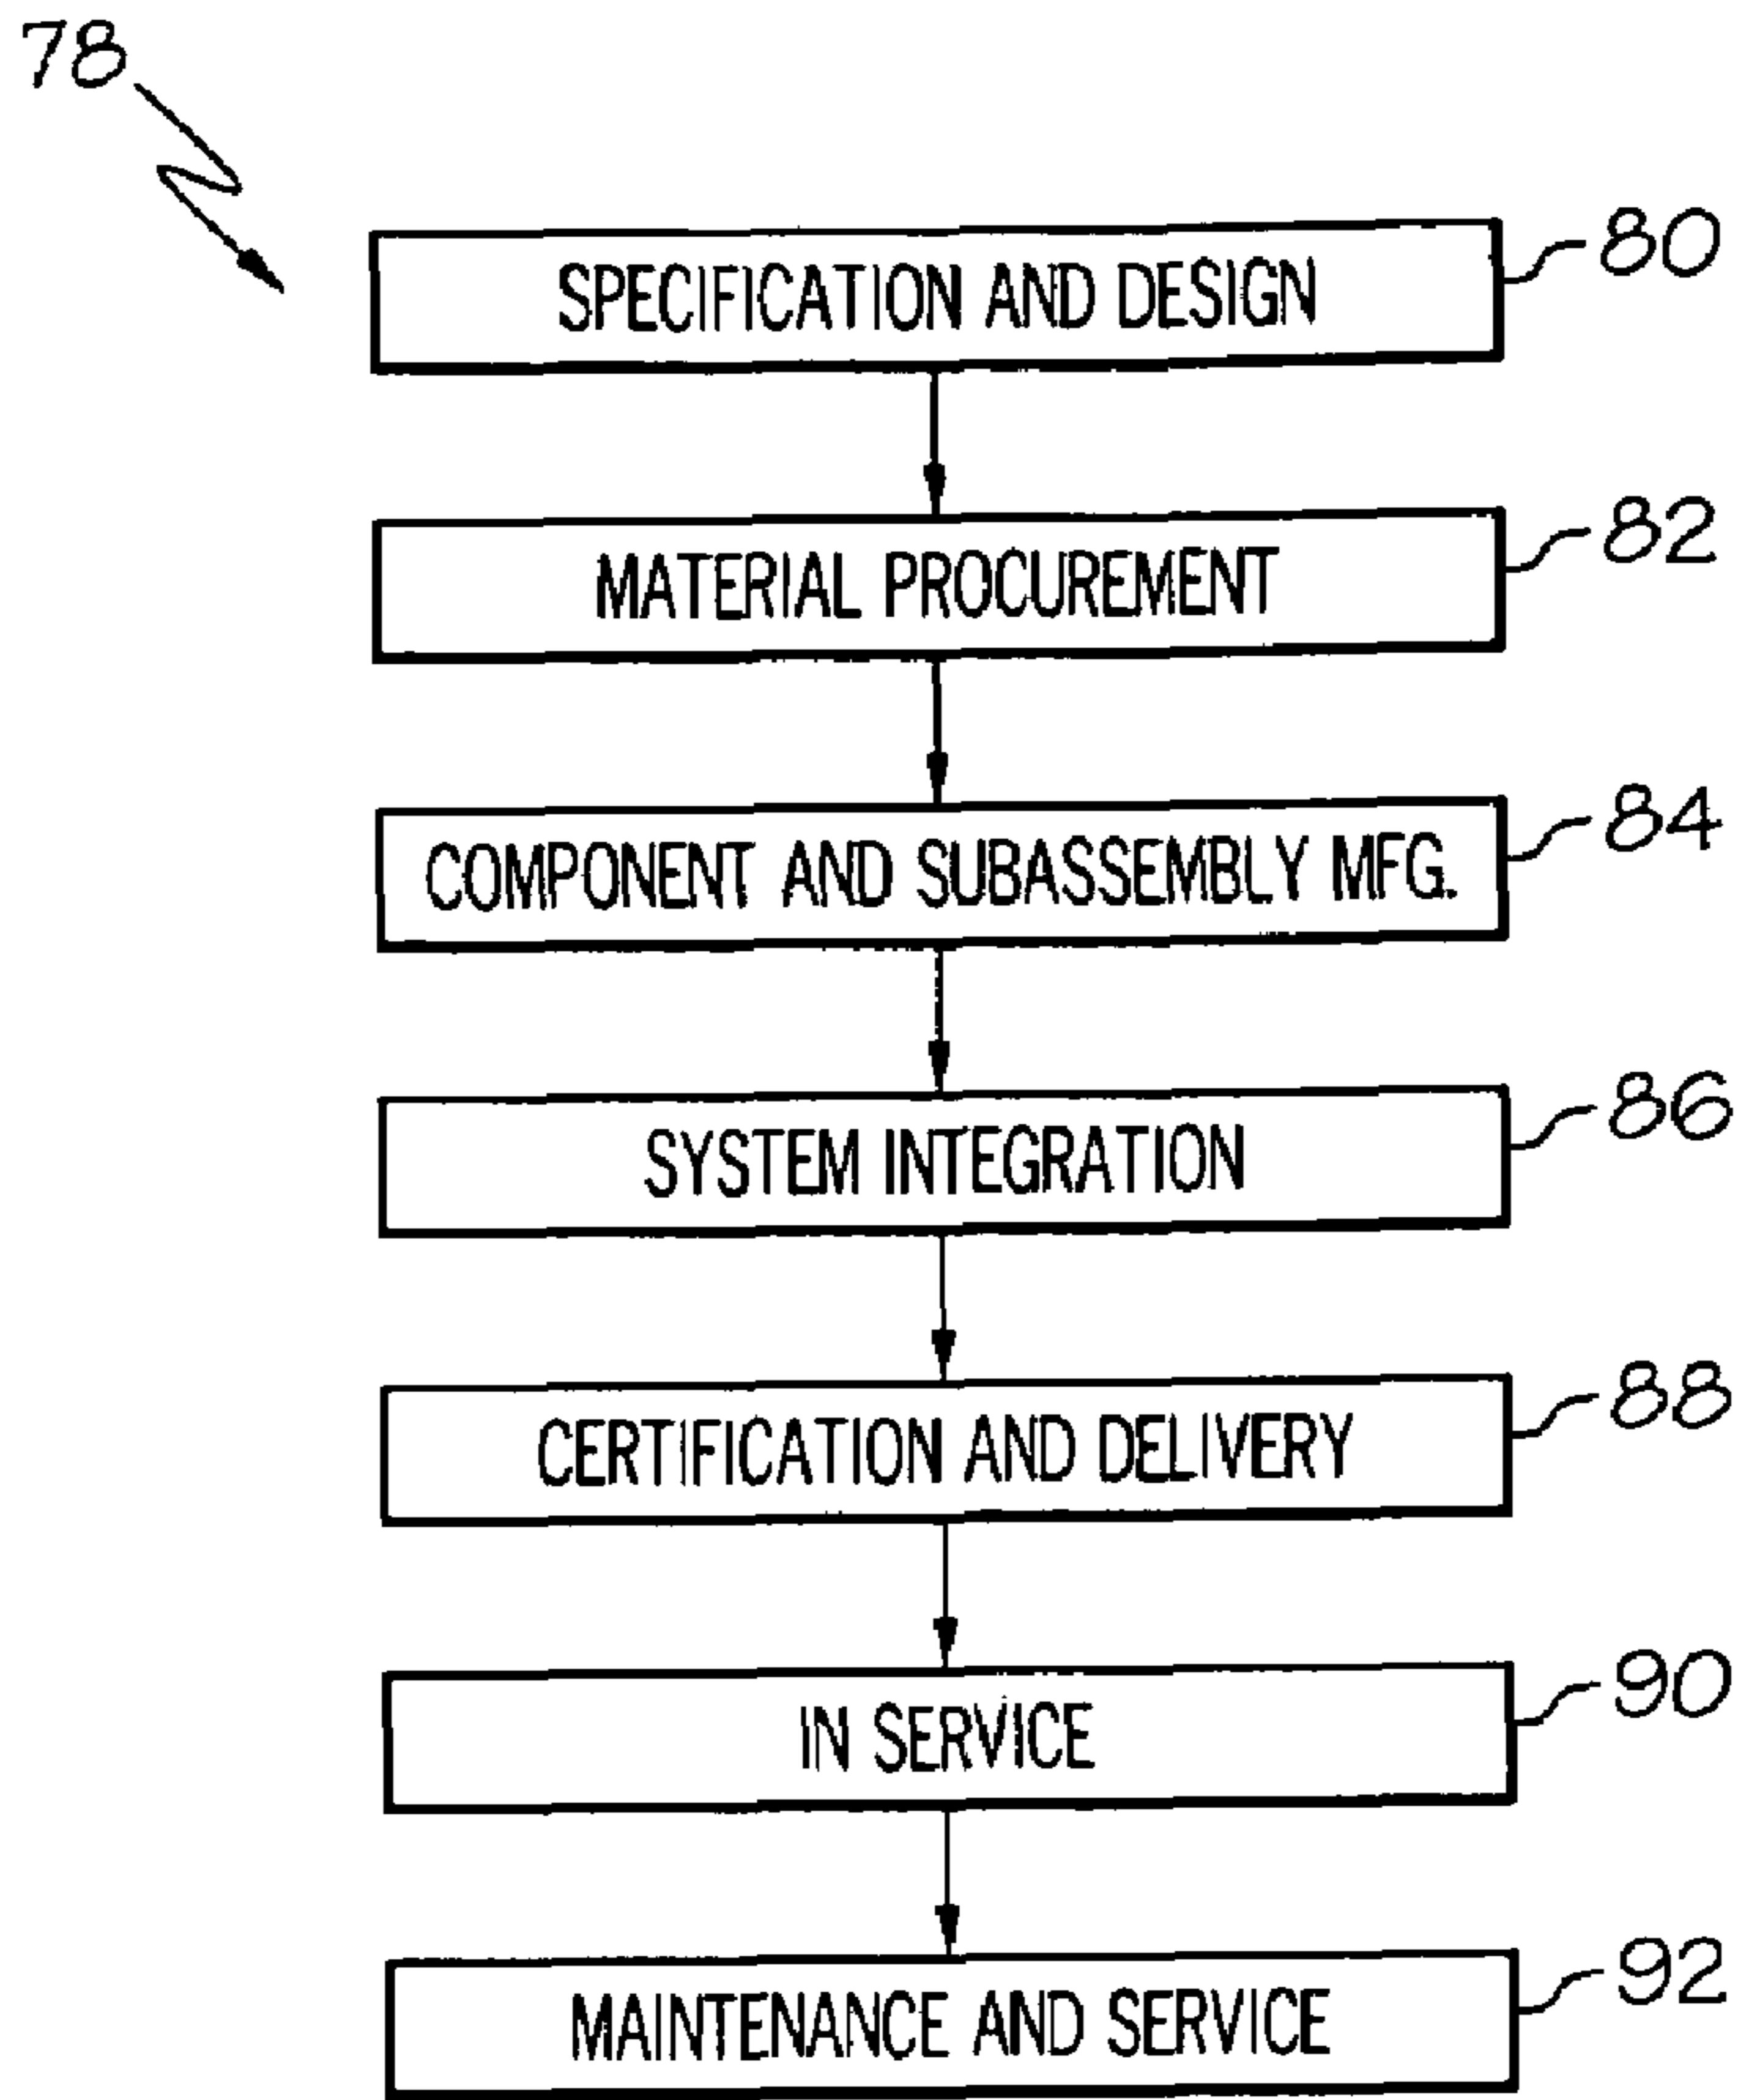 78
SPECIFICATION AND DESIGN
80
MATERIAL PROCUREMENT
82
COMPONENT AND SUBASSEMBLY MFG.
84
SYSTEM INTEGRATION
86
CERTIFICATION AND DELIVERY
88
IN SERVICE
90
MAINTENANCE AND SERVICE
92